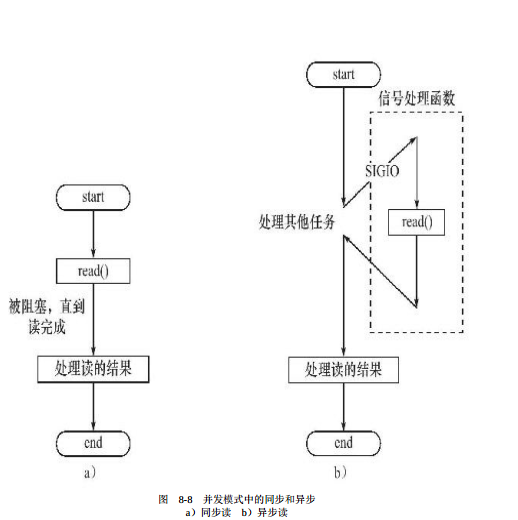 start
read()
被阻塞，直到
读完成
处理读的结果
end
a）
start
信号处理函数
SIGIO
处理其他任务
read()
处理读的结果
end
b）
图 8-8 并发模式中的同步和异步
a）同步读 b）异步读